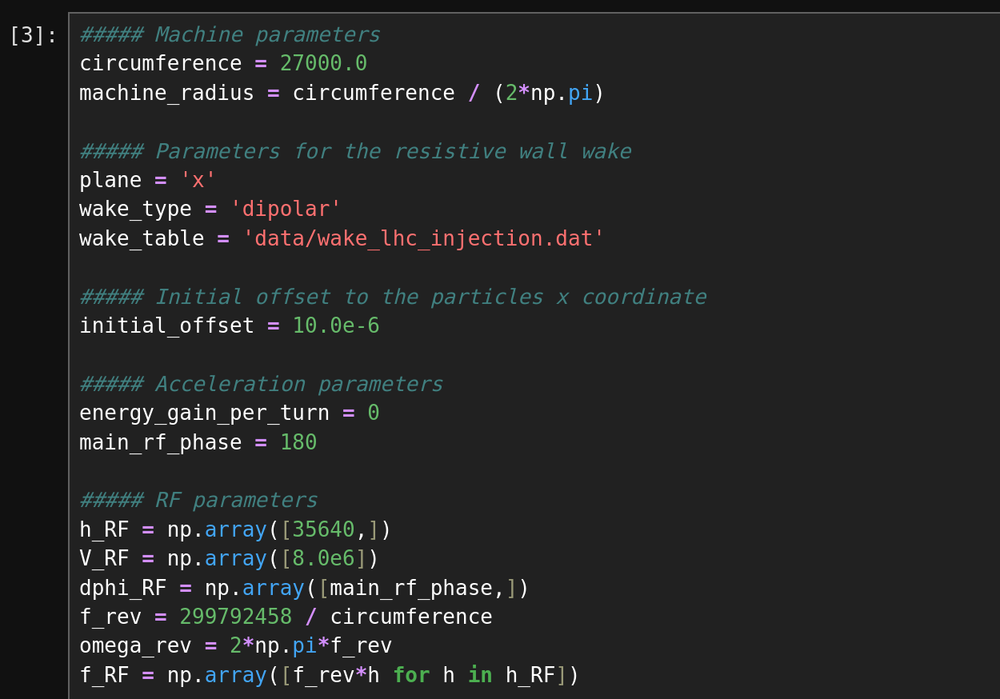 [3]:
##### Machine parameters
circumference = 27000.0
machine_radius = circumference / (2*np.pi)
##### Parameters for the resistive wall wake
plane = 'x'
wake_type = 'dipolar'
wake_table = 'data/wake_lhc_injection.dat'
##### Initial offset to the particles x coordinate
initial_offset = 10.0e-6
##### Acceleration parameters
energy_gain_per_turn = 0
main_rf_phase = 180
##### RF parameters
h_RF = np.array([35640,])
V_RF = np.array([8.0e6])
dphi_RF = np.array([main_rf_phase,])
f_rev = 299792458 / circumference
omega_rev = 2*np.pi*f_rev
f_RF = np.array([f_rev*h for h in h_RF])